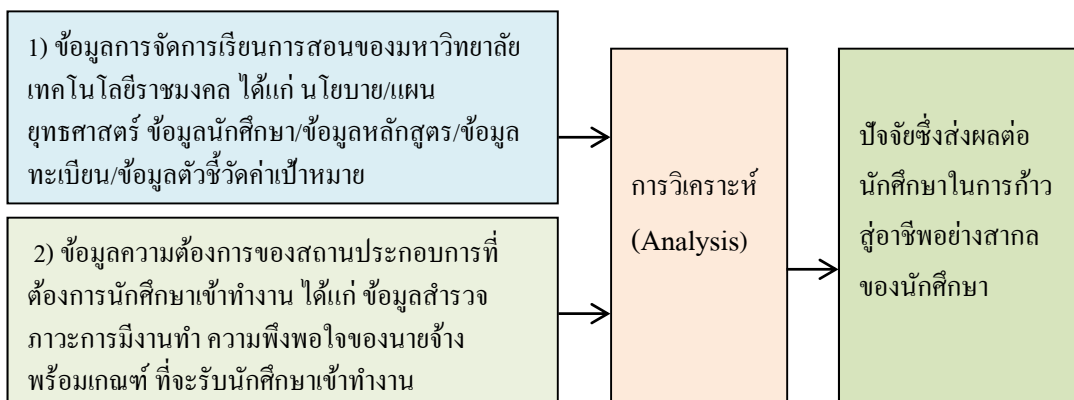 1) ข้อมูลการจัดการเรียนการสอนของมหาวิทยาลัย
เทคโนโลยีราชมงคล ได้แก่ นโยบาย/แผน
ยุทธศาสตร์ ข้อมูลนักศึกษา/ข้อมูลหลักสูตร/ข้อมูล
ทะเบียน/ข้อมูลตัวชี้วัดค่าเป้าหมาย
2) ข้อมูลความต้องการของสถานประกอบการที่
ต้องการนักศึกษาเข้าทำงาน ได้แก่ ข้อมูลสำรวจ
ภาวะการมีงานทำ ความพึงพอใจของนายจ้าง
พร้อมเกณฑ์ ที่จะรับนักศึกษาเข้าทำงาน
การวิเคราะห์
(Analysis)
ปัจจัยซึ่งส่งผลต่อ
นักศึกษาในการก้าว
สู่อาชีพอย่างสากล
ของนักศึกษา